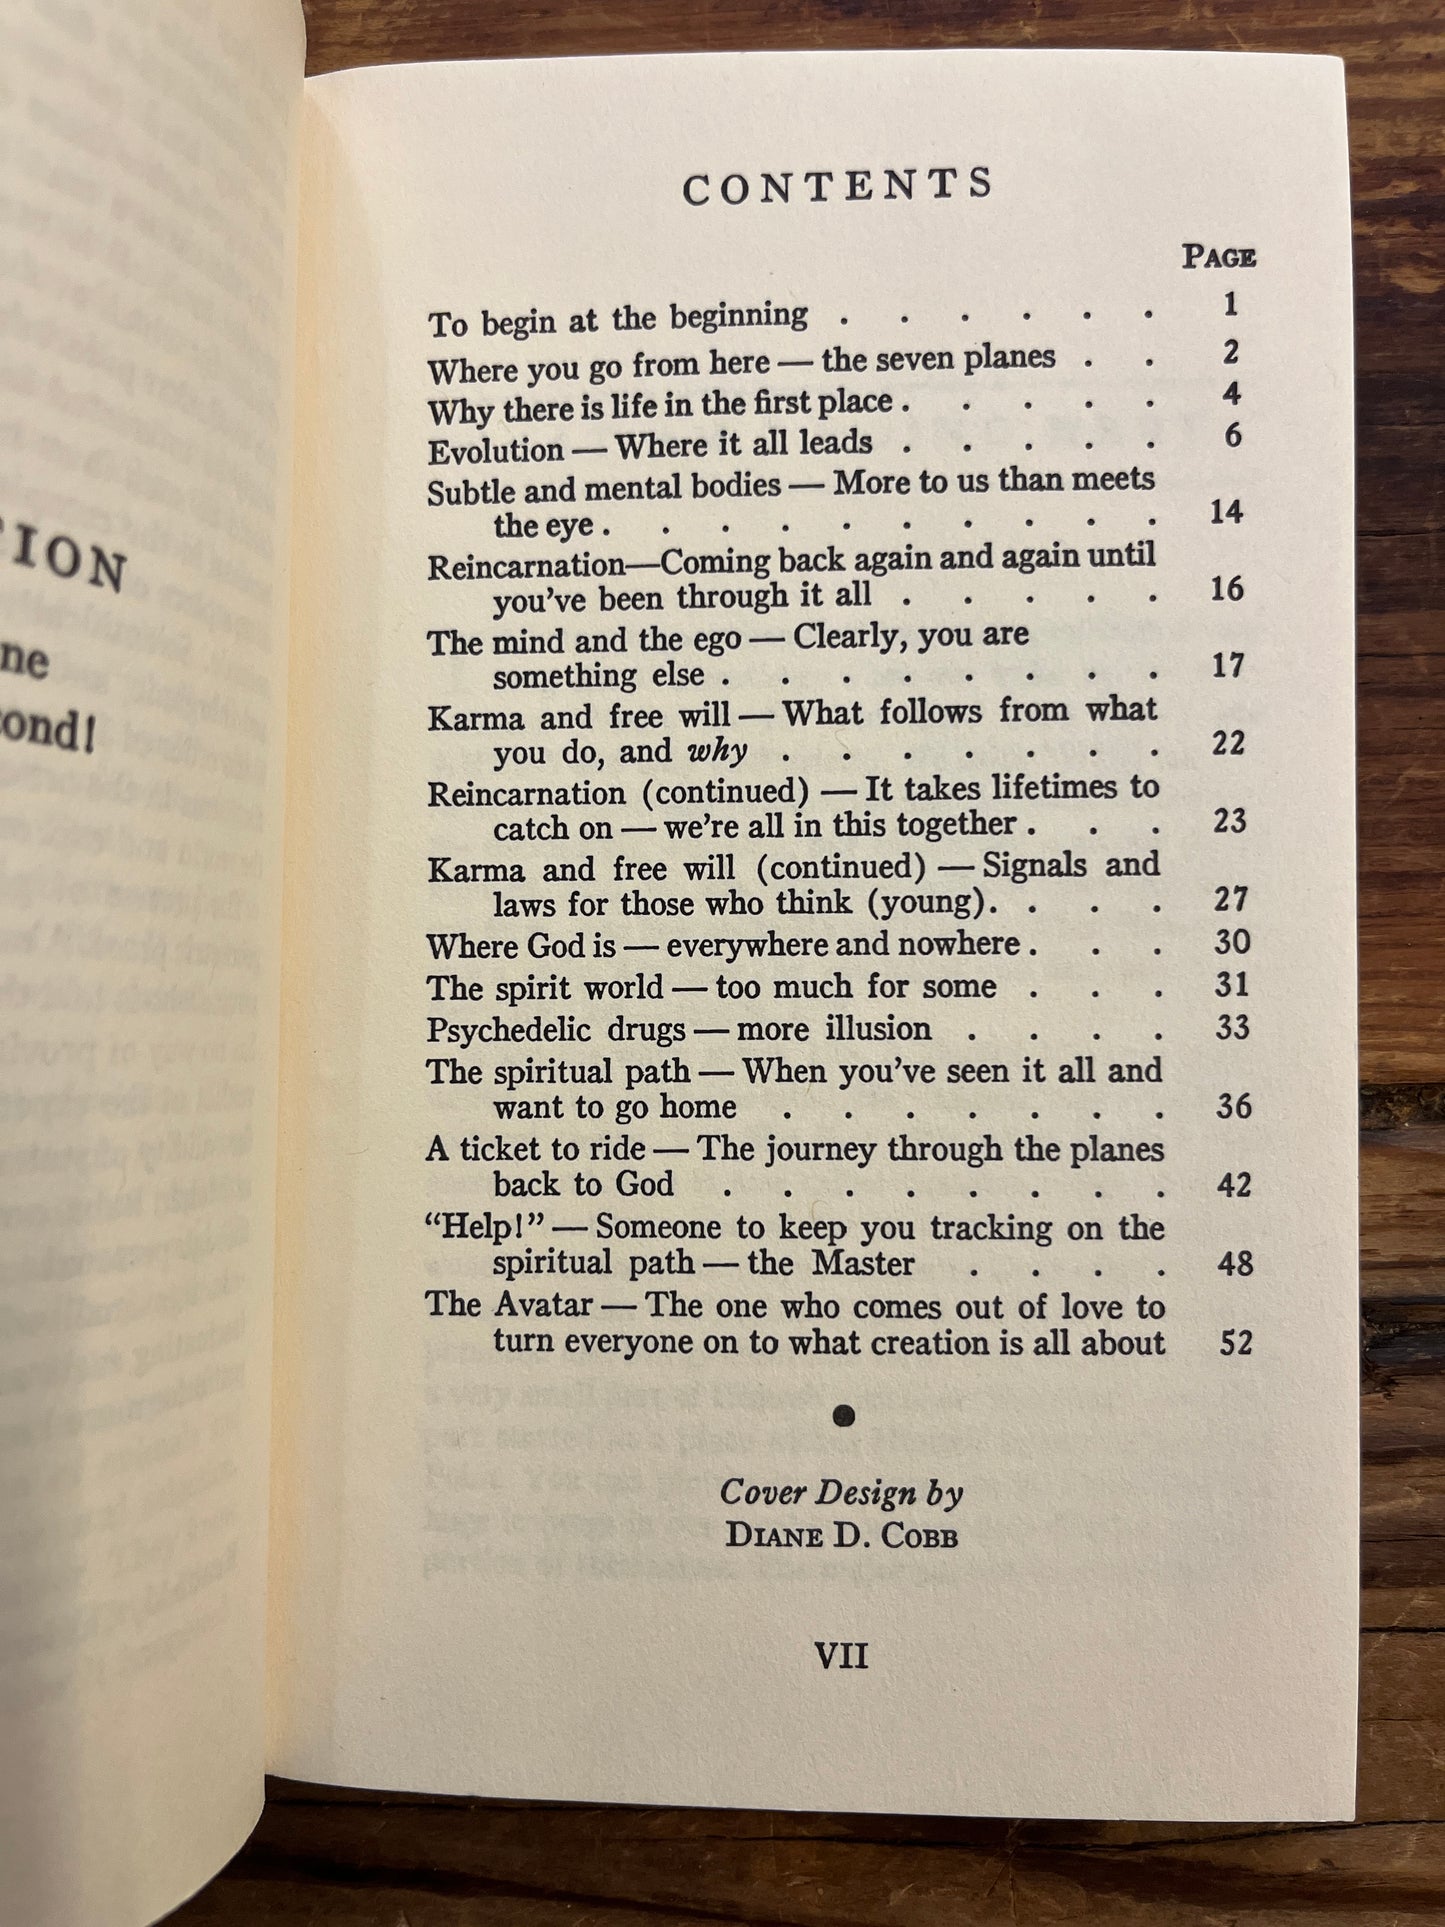 TION
ne
ond!
CONTENTS
PAGE
To begin at the beginning . . . . . . 1
Where you go from here — the seven planes . . 2
Why there is life in the first place . . . . . 4
Evolution — Where it all leads . . . . . 6
Subtle and mental bodies — More to us than meets
the eye . . . . . . . . . . 14
Reincarnation—Coming back again and again until
you've been through it all . . . . . 16
The mind and the ego — Clearly, you are
something else . . . . . . . . 17
Karma and free will — What follows from what
you do, and why . . . . . . . 22
Reincarnation (continued) — It takes lifetimes to
catch on — we're all in this together . . . 23
Karma and free will (continued) — Signals and
laws for those who think (young). . . . 27
Where God is — everywhere and nowhere . . . 30
The spirit world — too much for some . . . 31
Psychedelic drugs — more illusion . . . . 33
The spiritual path — When you've seen it all and
want to go home . . . . . . . 36
A ticket to ride — The journey through the planes
back to God . . . . . . . . 42
“Help!” — Someone to keep you tracking on the
spiritual path — the Master . . . . 48
The Avatar — The one who comes out of love to
turn everyone on to what creation is all about 52
●
Cover Design by
DIANE D. COBB
VII